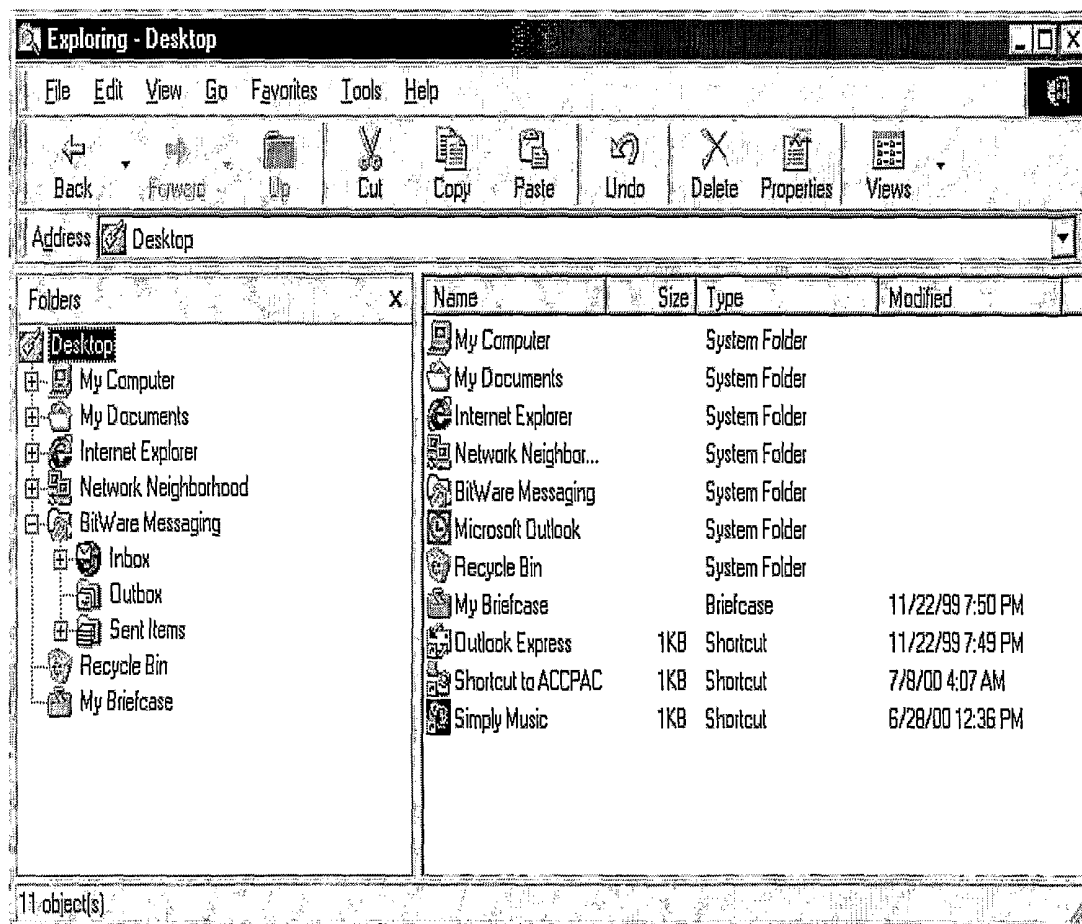 Exploring - Desktop
File Edit View Go Favorites Tools Help
Back Forward Up Cut Copy Paste Undo Delete Properties Views
Address Desktop
Folders x
Desktop
My Computer
My Documents
Internet Explorer
Network Neighborhood
BitWare Messaging
Inbox
Outbox
Sent Items
Recycle Bin
My Briefcase
Name Size Type Modified
My Computer System Folder
My Documents System Folder
Internet Explorer System Folder
Network Neighbor... System Folder
BitWare Messaging System Folder
Microsoft Outlook System Folder
Recycle Bin System Folder
My Briefcase Briefcase 11/22/99 7:50 PM
Outlook Express 1KB Shortcut 11/22/99 7:49 PM
Shortcut to ACCPAC 1KB Shortcut 7/8/00 4:07 AM
Simply Music 1KB Shortcut 6/28/00 12:36 PM
11 object(s)